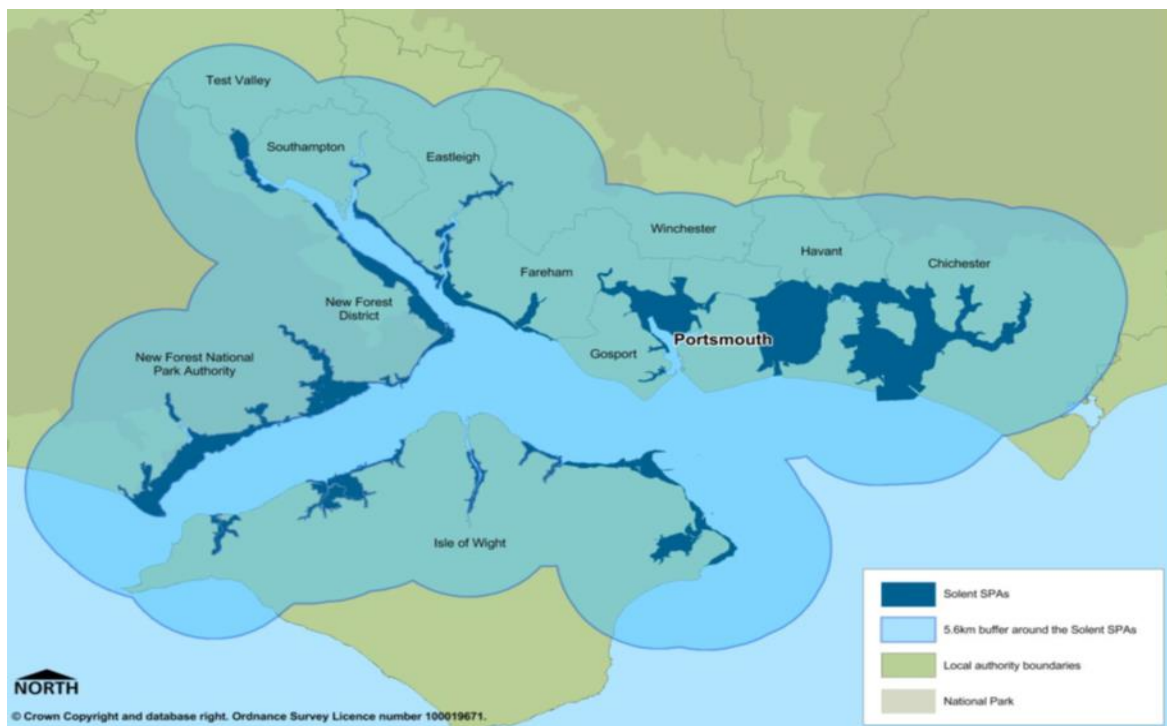 Test Valley
Southampton
Eastleigh
Winchester
Havant
Chichester
Fareham
New Forest
District
Portsmouth
Gosport
New Forest National
Park Authority
Isle of Wight
Solent SPAs
5.6km buffer around the Solent SPAs
Local authority boundaries
National Park
NORTH
© Crown Copyright and database right. Ordnance Survey Licence number 100019671.